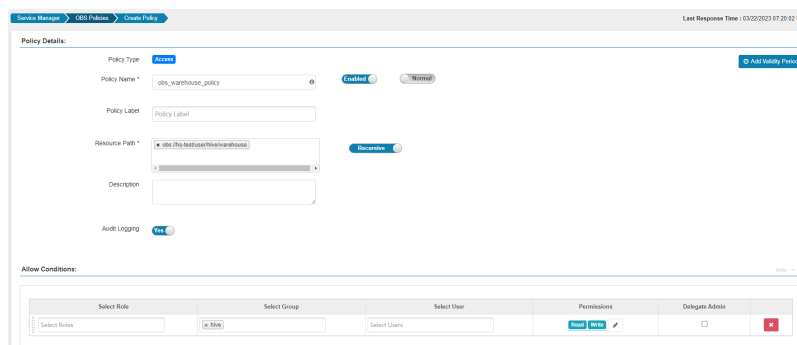 Service Manager OBS Policies Create Policy Last Response Time : 03/22/2023 07:20:02
Policy Details:
Policy Type Access
Add Validity Period
Policy Name * obs_warehouse_policy Enabled Normal
Policy Label Policy Label
Resource Path * × obs://hs-test/user/hive/warehouse Recursive
Description
Audit Logging Yes
Allow Conditions:
Select Role Select Group Select User Permissions Delegate Admin
Select Roles × hive Select Users Read Write